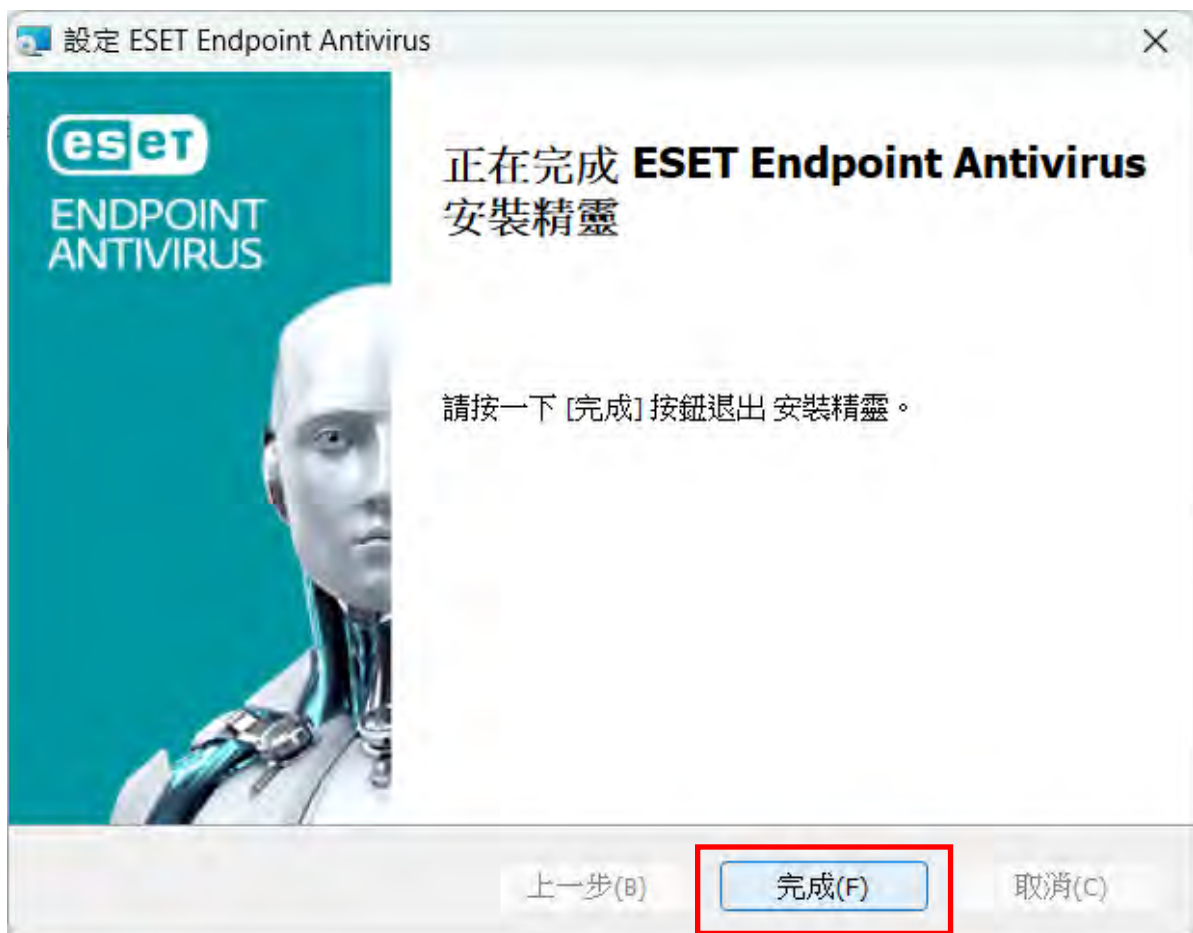 設定 ESET Endpoint Antivirus
eset
ENDPOINT
ANTIVIRUS
正在完成 ESET Endpoint Antivirus
安裝精靈
請按一下 [完成] 按鈕退出 安裝精靈。
上一步(B)
完成(F)
取消(C)